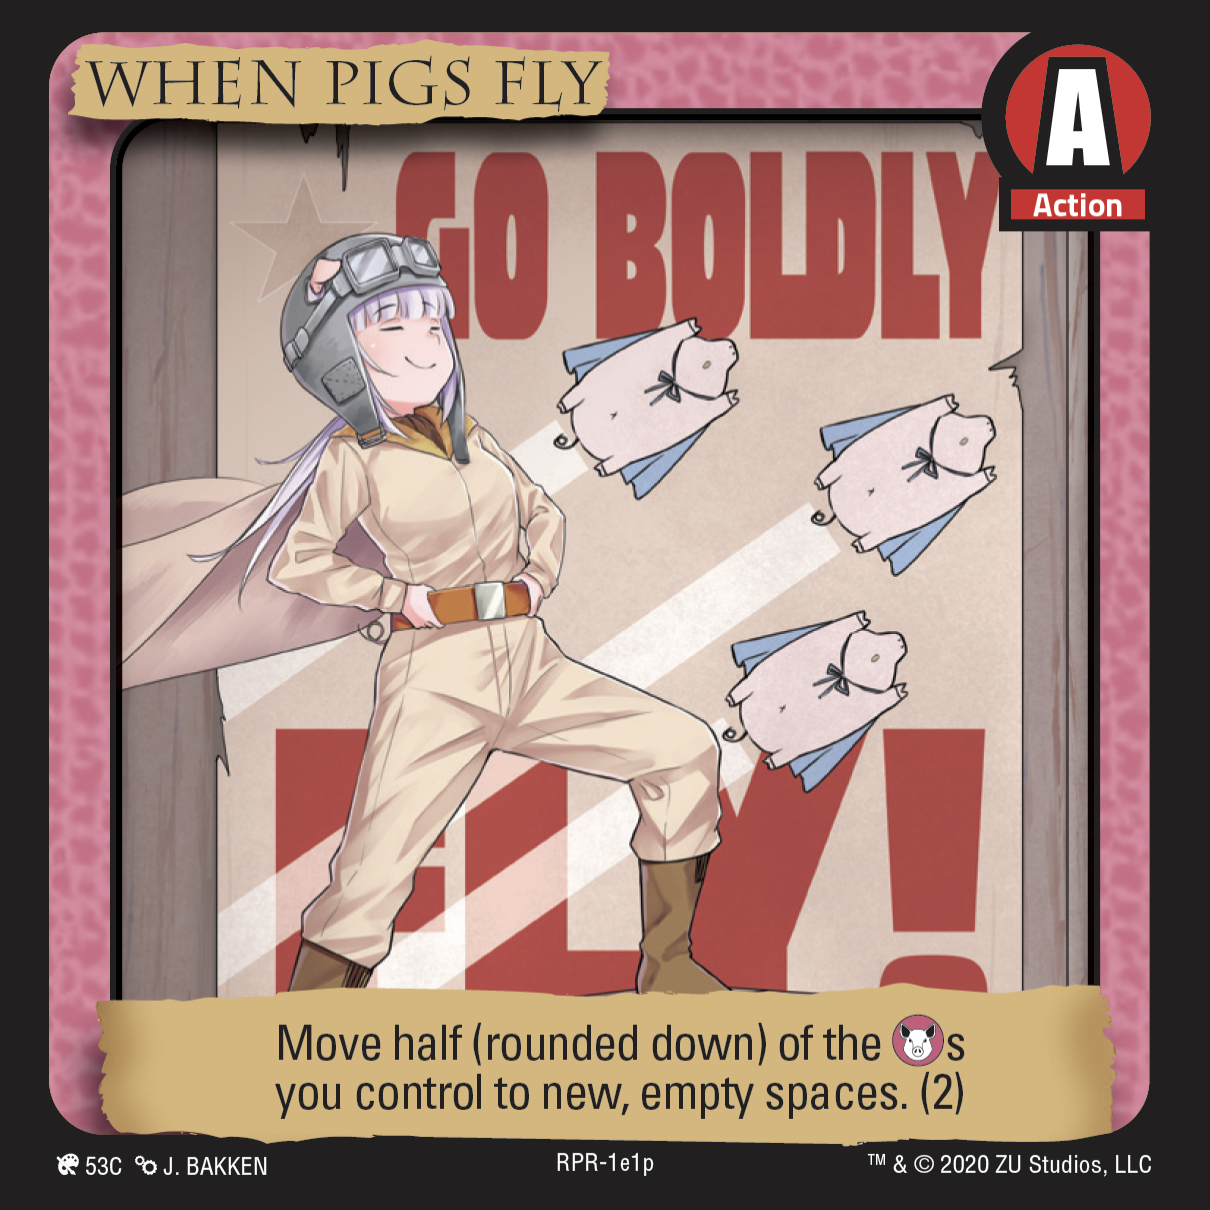 WHEN PIGS FLY
A
Action
GO BOLDLY
FLY!
Move half (rounded down) of the s
you control to new, empty spaces. (2)
53C J. BAKKEN
RPR-1e1p
™ & © 2020 ZU Studios, LLC